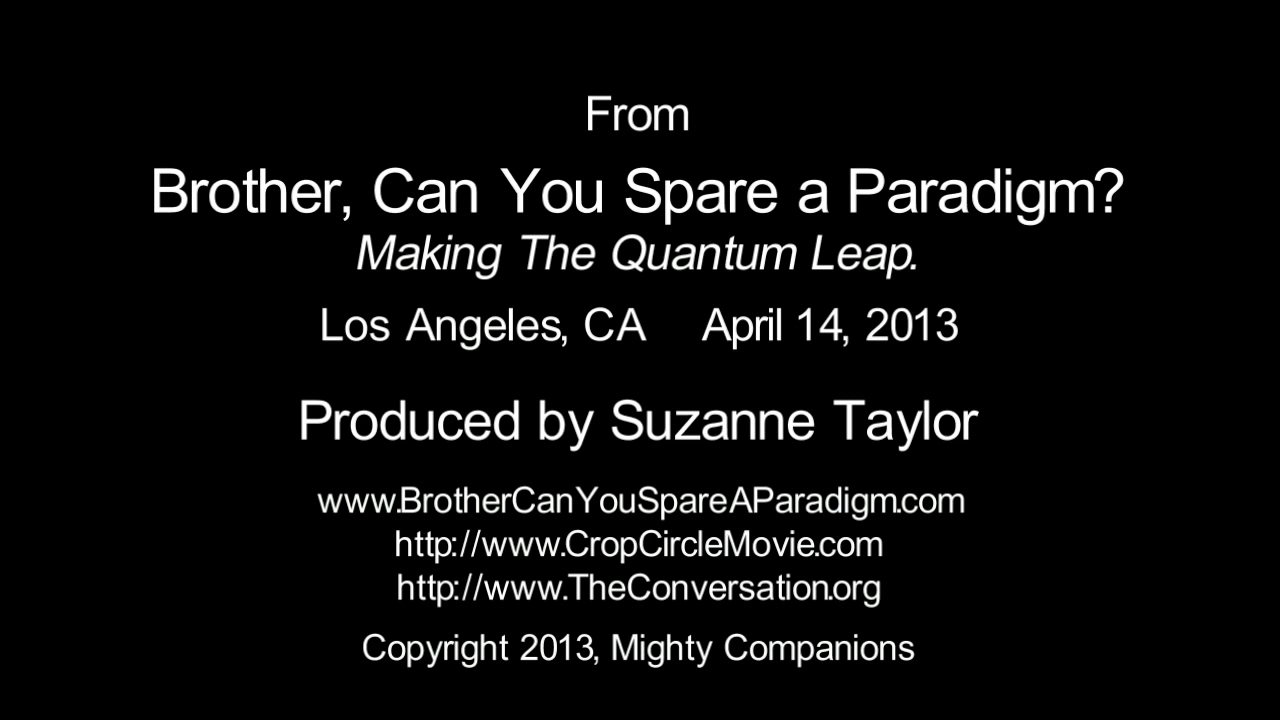 From
Brother, Can You Spare a Paradigm?
Making The Quantum Leap.
Los Angeles, CA April 14, 2013
Produced by Suzanne Taylor
www.BrotherCanYouSpareAParadigm.com
http://www.CropCircleMovie.com
http://www.TheConversation.org
Copyright 2013, Mighty Companions